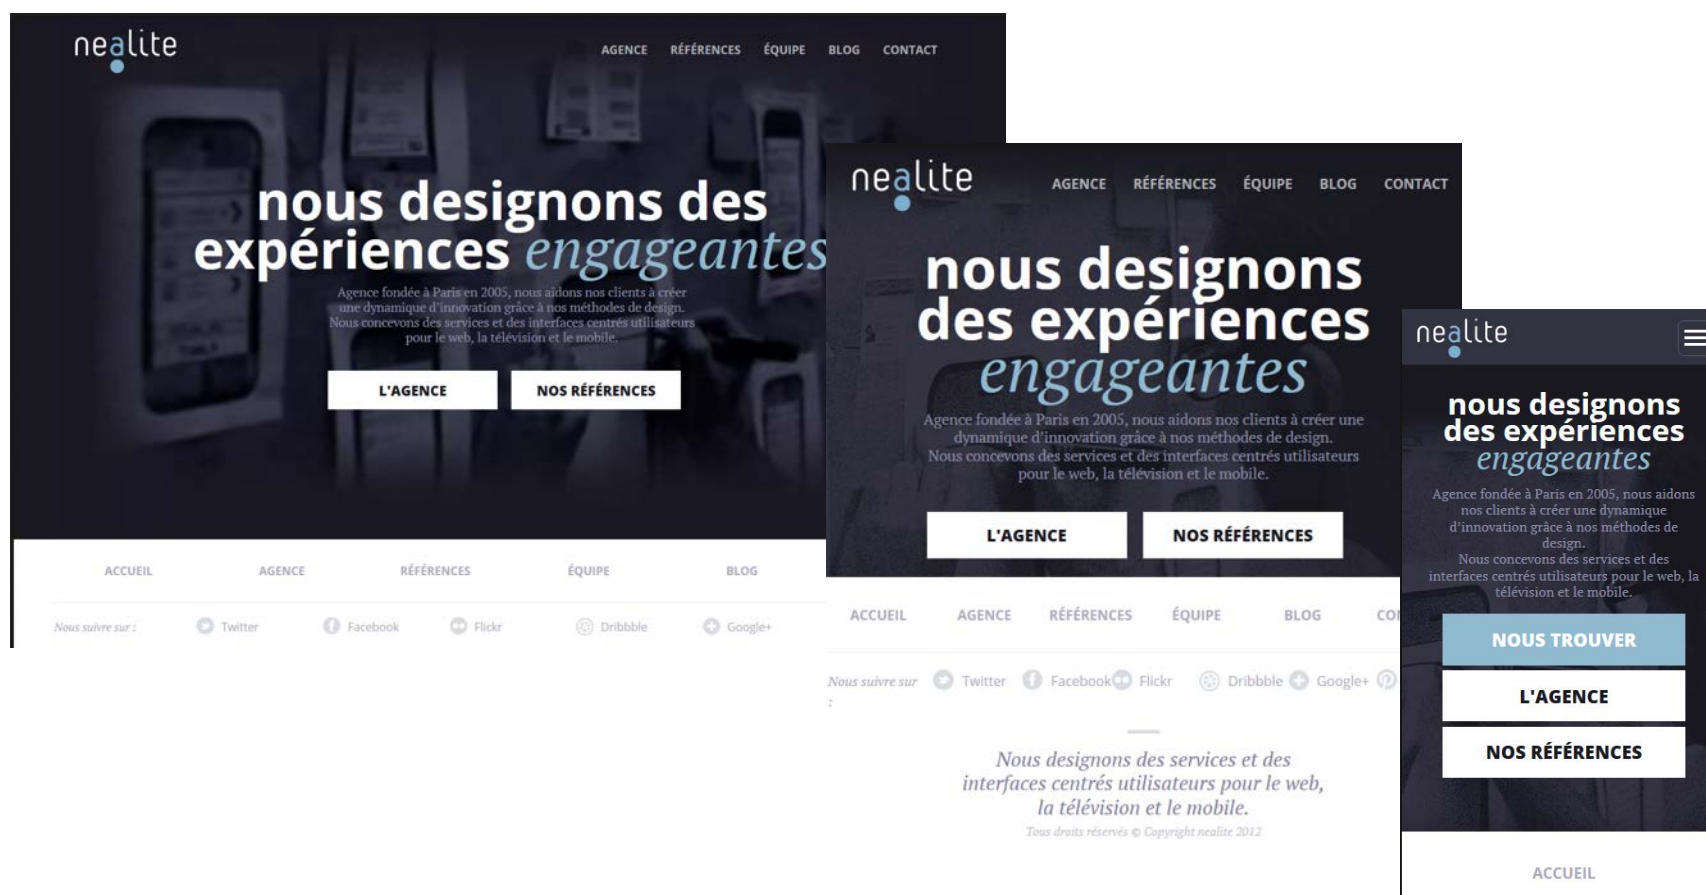 nealite
AGENCE RÉFÉRENCES ÉQUIPE BLOG CONTACT
nous designons des
expériences engageantes
Agence fondée à Paris en 2005, nous aidons nos clients à créer
une dynamique d'innovation grâce à nos méthodes de design.
Nous concevons des services et des interfaces centrés utilisateurs
pour le web, la télévision et le mobile.
L'AGENCE NOS RÉFÉRENCES
ACCUEIL AGENCE RÉFÉRENCES ÉQUIPE BLOG
Nous suivre sur : Twitter Facebook Flickr Dribbble Google+
nealite
AGENCE RÉFÉRENCES ÉQUIPE BLOG CONTACT
nous designons
des expériences
engageantes
Agence fondée à Paris en 2005, nous aidons nos clients à créer une
dynamique d'innovation grâce à nos méthodes de design.
Nous concevons des services et des interfaces centrés utilisateurs
pour le web, la télévision et le mobile.
L'AGENCE NOS RÉFÉRENCES
ACCUEIL AGENCE RÉFÉRENCES ÉQUIPE BLOG CO
Nous suivre sur Twitter Facebook Flickr Dribbble Google+
:
Nous designons des services et des
interfaces centrés utilisateurs pour le web,
la télévision et le mobile.
Tous droits réservés © Copyright nealite 2012
nealite
nous designons
des expériences
engageantes
Agence fondée à Paris en 2005, nous aidons
nos clients à créer une dynamique
d'innovation grâce à nos méthodes de
design.
Nous concevons des services et des
interfaces centrés utilisateurs pour le web, la
télévision et le mobile.
NOUS TROUVER
L'AGENCE
NOS RÉFÉRENCES
ACCUEIL